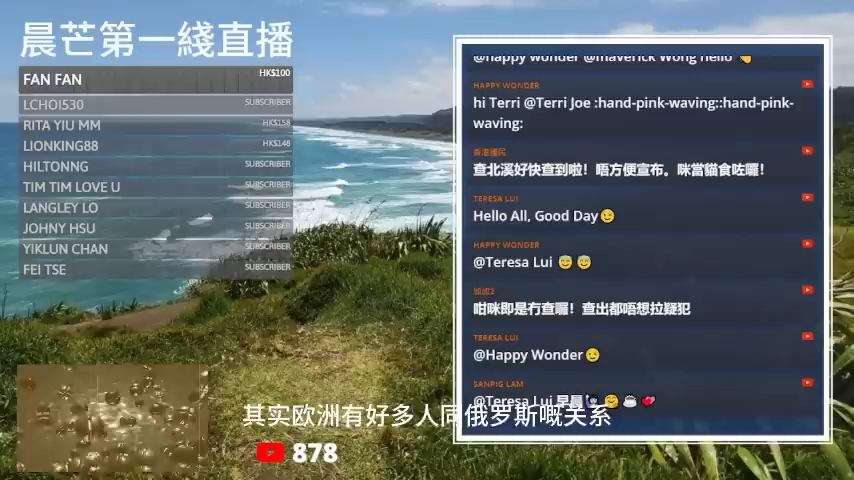 晨芒第一綫直播
FAN FAN HK$100
LCHOI530 SUBSCRIBER
RITA YIU MM HK$158
LIONKING88 HK$148
HILTONNG SUBSCRIBER
TIM TIM LOVE U SUBSCRIBER
LANGLEY LO SUBSCRIBER
JOHNY HSU SUBSCRIBER
YIKLUN CHAN SUBSCRIBER
FEI TSE SUBSCRIBER
@happy wonder @maverick Wong hello 👋
HAPPY WONDER
hi Terri @Terri Joe :hand-pink-waving::hand-pink-
waving:
香港國民
查北溪好快查到啦！唔方便宣布。咪當貓食咗囉！
TERESA LUI
Hello All, Good Day😉
HAPPY WONDER
@Teresa Lui 😇 😇
咁咪即是冇查囉！查出都唔想拉疑犯
TERESA LUI
@Happy Wonder😉
SANPIG LAM
@Teresa Lui 早晨
其实欧洲有好多人同俄罗斯嘅关系
878